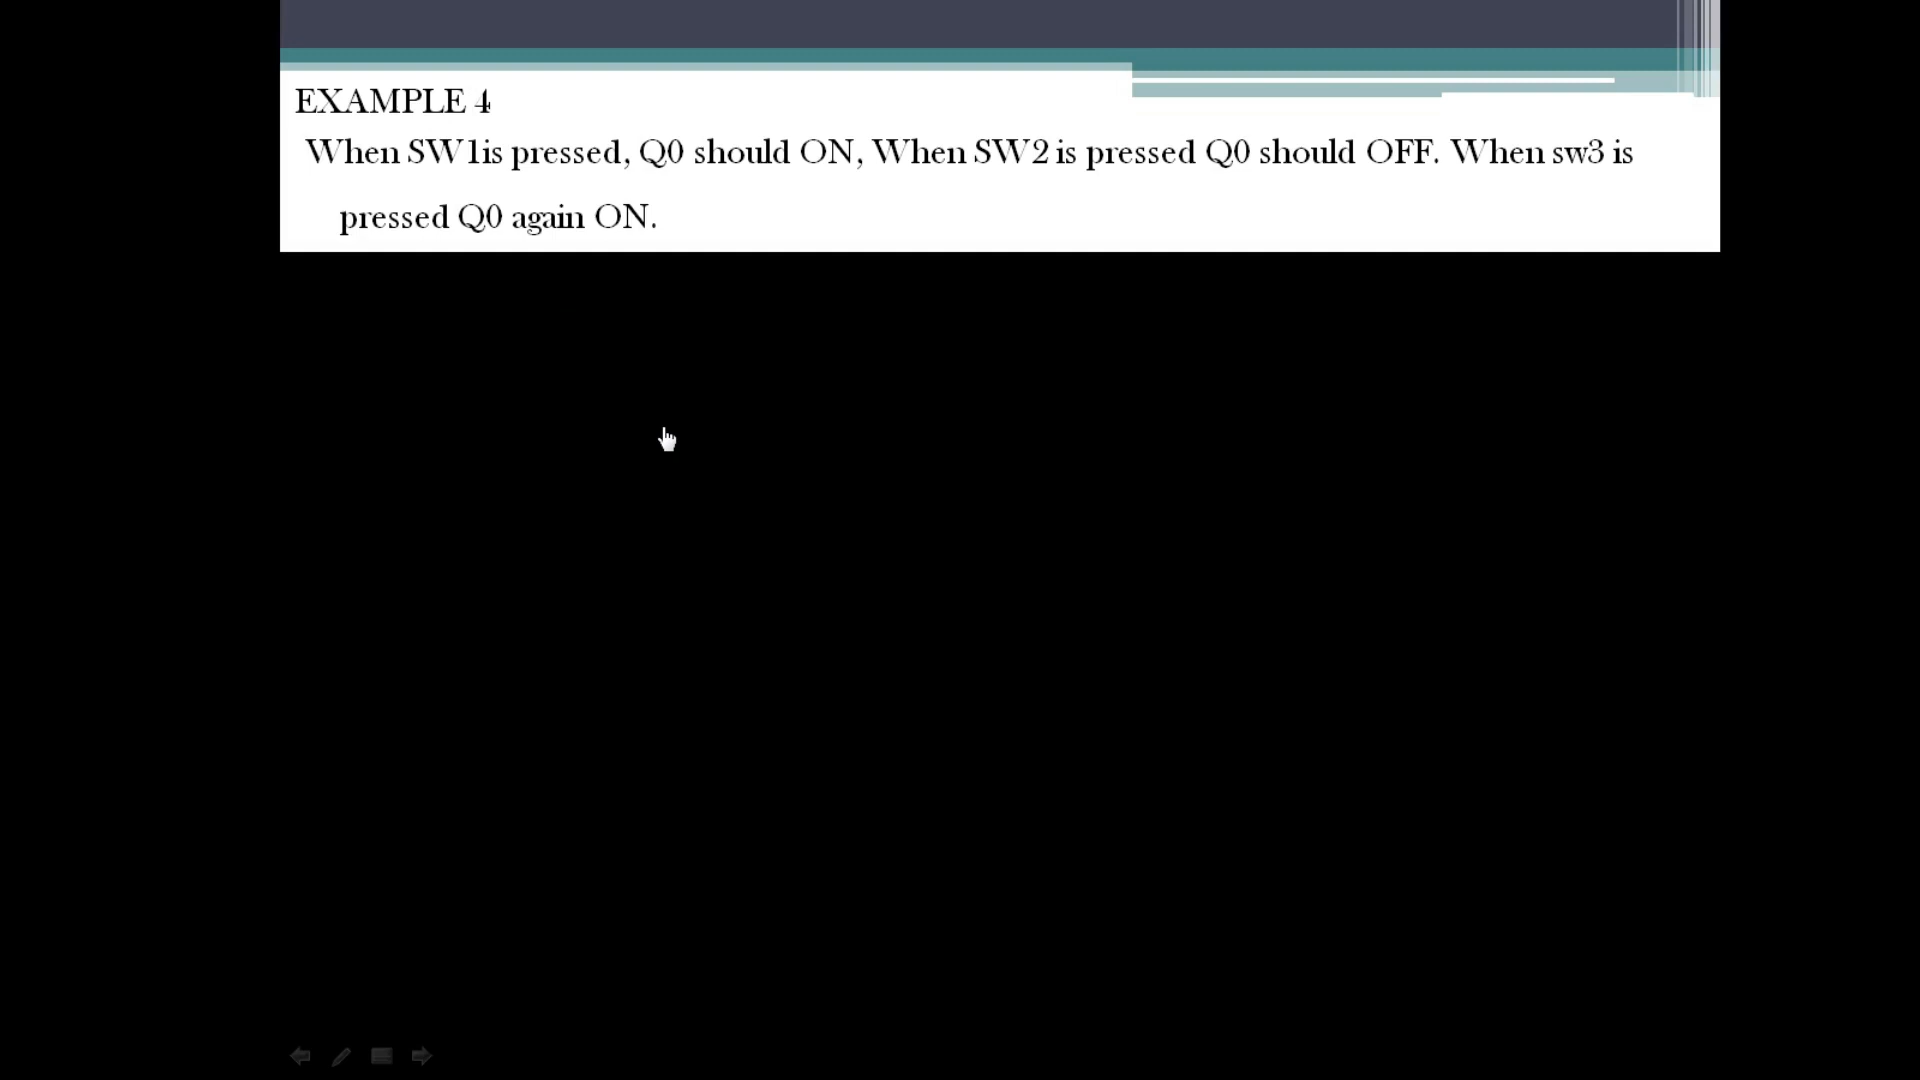 EXAMPLE 4
When SW1is pressed, Q0 should ON, When SW2 is pressed Q0 should OFF. When sw3 is
pressed Q0 again ON.